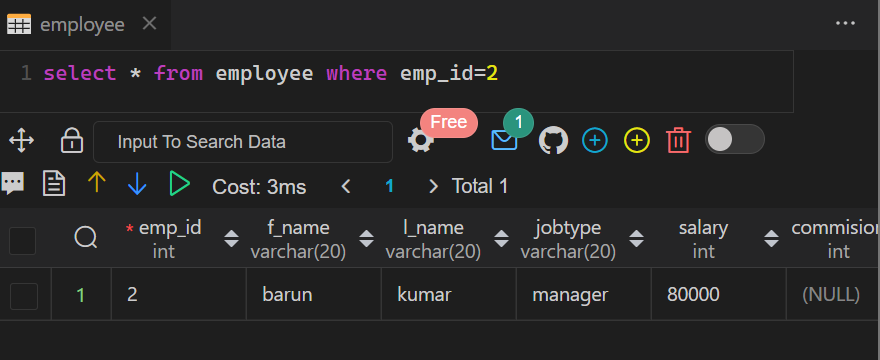 employee
1 select * from employee where emp_id=2
Free
1
Input To Search Data
Cost: 3ms 1 Total 1
* emp_id f_name l_name jobtype salary commision
int varchar(20) varchar(20) varchar(20) int int
1 2 barun kumar manager 80000 (NULL)